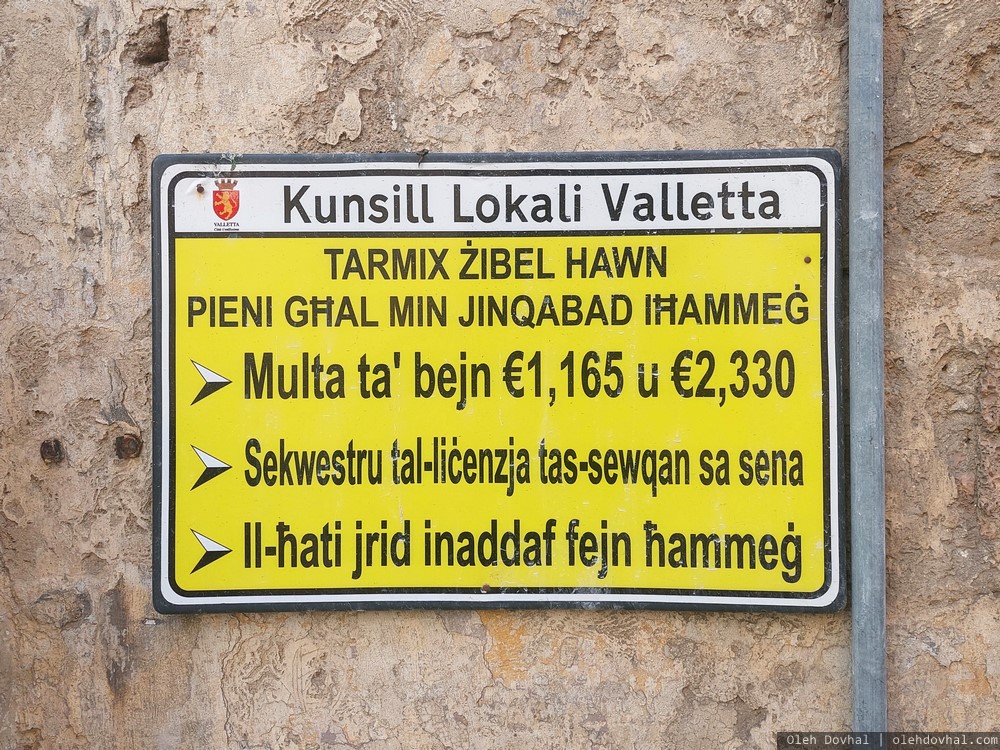 Kunsill Lokali Valletta
VALLETTA
TARMIX ŻIBEL HAWN
PIENI GĦAL MIN JINQABAD IĦAMMEĠ
Multa ta' bejn €1,165 u €2,330
Sekwestru tal-liċenzja tas-sewqan sa sena
Il-ħati jrid inaddaf fejn ħammeġ
Oleh Dovhal | olehdovhal.com